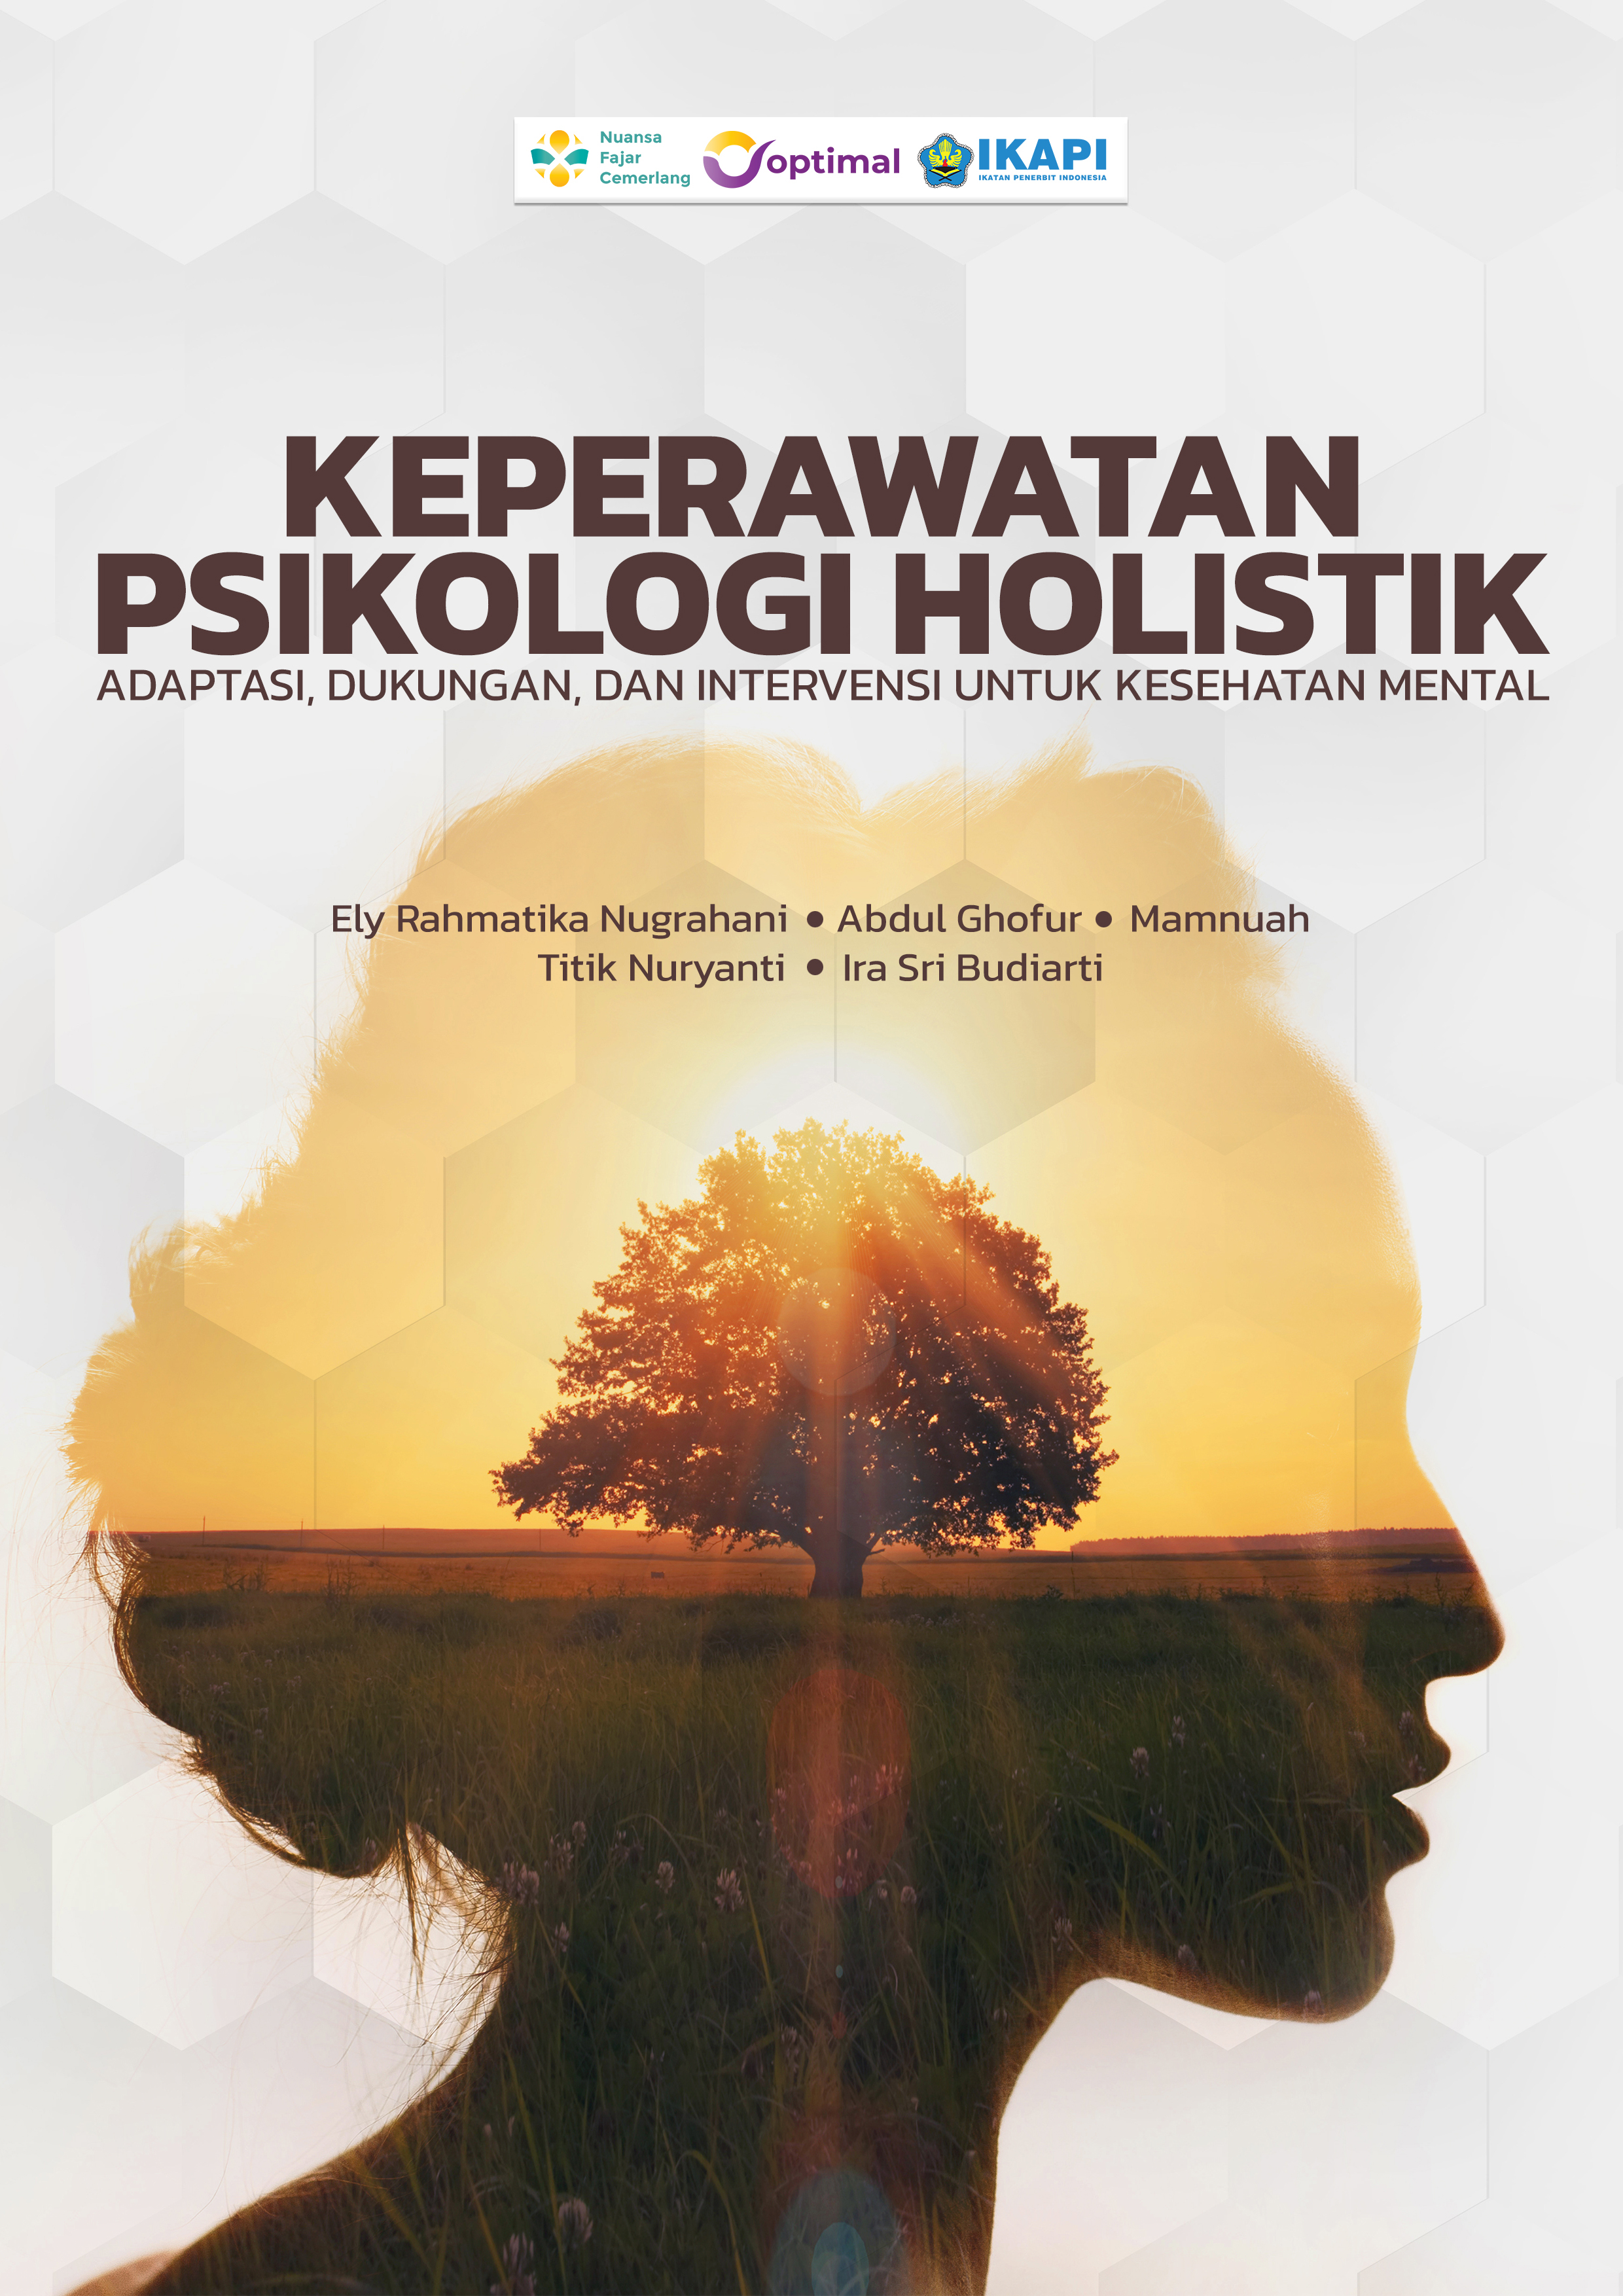 Nuansa
Fajar
Cemerlang
optimal
IKAPI
IKATAN PENERBIT INDONESIA
KEPERAWATAN
PSIKOLOGI HOLISTIK
ADAPTASI, DUKUNGAN, DAN INTERVENSI UNTUK KESEHATAN MENTAL
Ely Rahmatika Nugrahani • Abdul Ghofur • Mamnuah
Titik Nuryanti • Ira Sri Budiarti